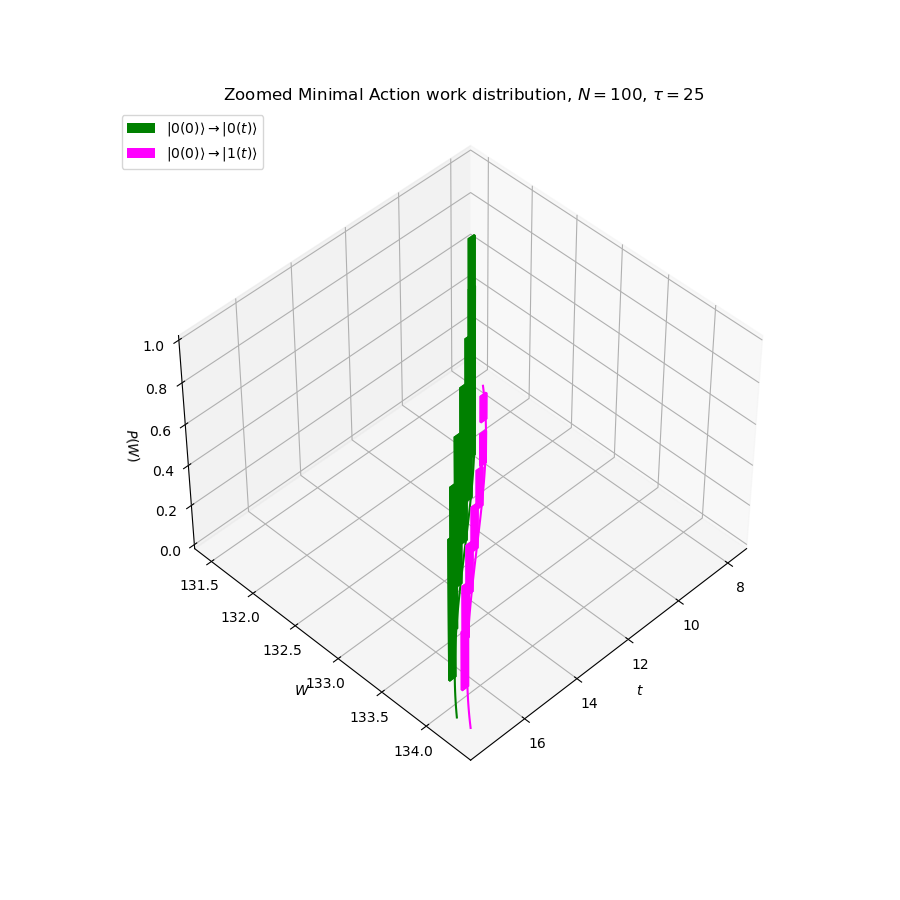 Zoomed Minimal Action work distribution, $N = 100$, $\tau = 25$
|0(0)⟩ → |0(t)⟩
|0(0)⟩ → |1(t)⟩
1.0
0.8
0.6
0.4
0.2
0.0
P(W)
131.5
132.0
132.5
133.0
133.5
134.0
W
8
10
12
14
16
t